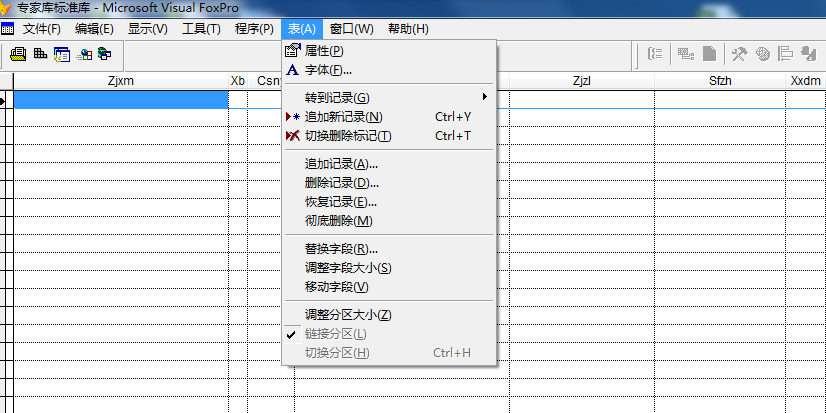 专家库标准库 - Microsoft Visual FoxPro
文件(F) 编辑(E) 显示(V) 工具(T) 程序(P) 表(A) 窗口(W) 帮助(H)
Zjxm Xb Csny Zjzl Sfzh Xxdm
属性(P)
字体(F)...
转到记录(G)
追加新记录(N) Ctrl+Y
切换删除标记(T) Ctrl+T
追加记录(A)...
删除记录(D)...
恢复记录(E)...
彻底删除(M)
替换字段(R)...
调整字段大小(S)
移动字段(V)
调整分区大小(Z)
链接分区(L)
切换分区(H) Ctrl+H